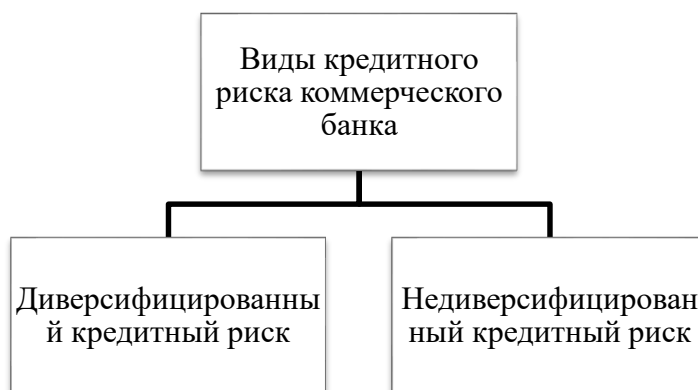 Виды кредитного
риска коммерческого
банка
Диверсифицированны
й кредитный риск
Недиверсифицирован
ный кредитный риск